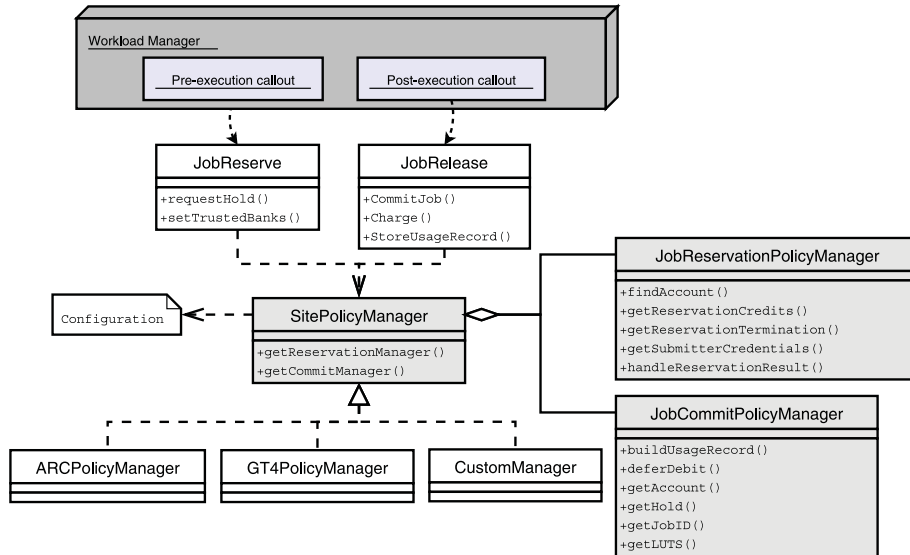 Workload Manager
Pre-execution callout
Post-execution callout
JobReserve
+requestHold()
+setTrustedBanks()
JobRelease
+CommitJob()
+Charge()
+StoreUsageRecord()
Configuration
SitePolicyManager
+getReservationManager()
+getCommitManager()
JobReservationPolicyManager
+findAccount()
+getReservationCredits()
+getReservationTermination()
+getSubmitterCredentials()
+handleReservationResult()
JobCommitPolicyManager
+buildUsageRecord()
+deferDebit()
+getAccount()
+getHold()
+getJobID()
+getLUTS()
ARCPolicyManager
GT4PolicyManager
CustomManager